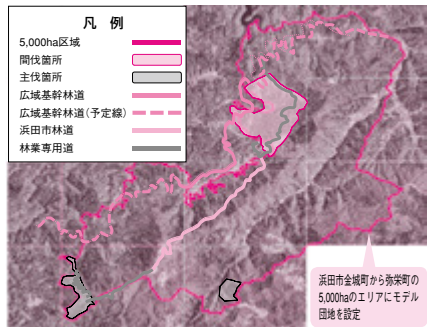 凡例
5,000ha区域
間伐箇所
主伐箇所
広域基幹林道
広域基幹林道(予定線)
浜田市林道
林業専用道
浜田市金城町から弥栄町の
5,000haのエリアにモデル
団地を設定